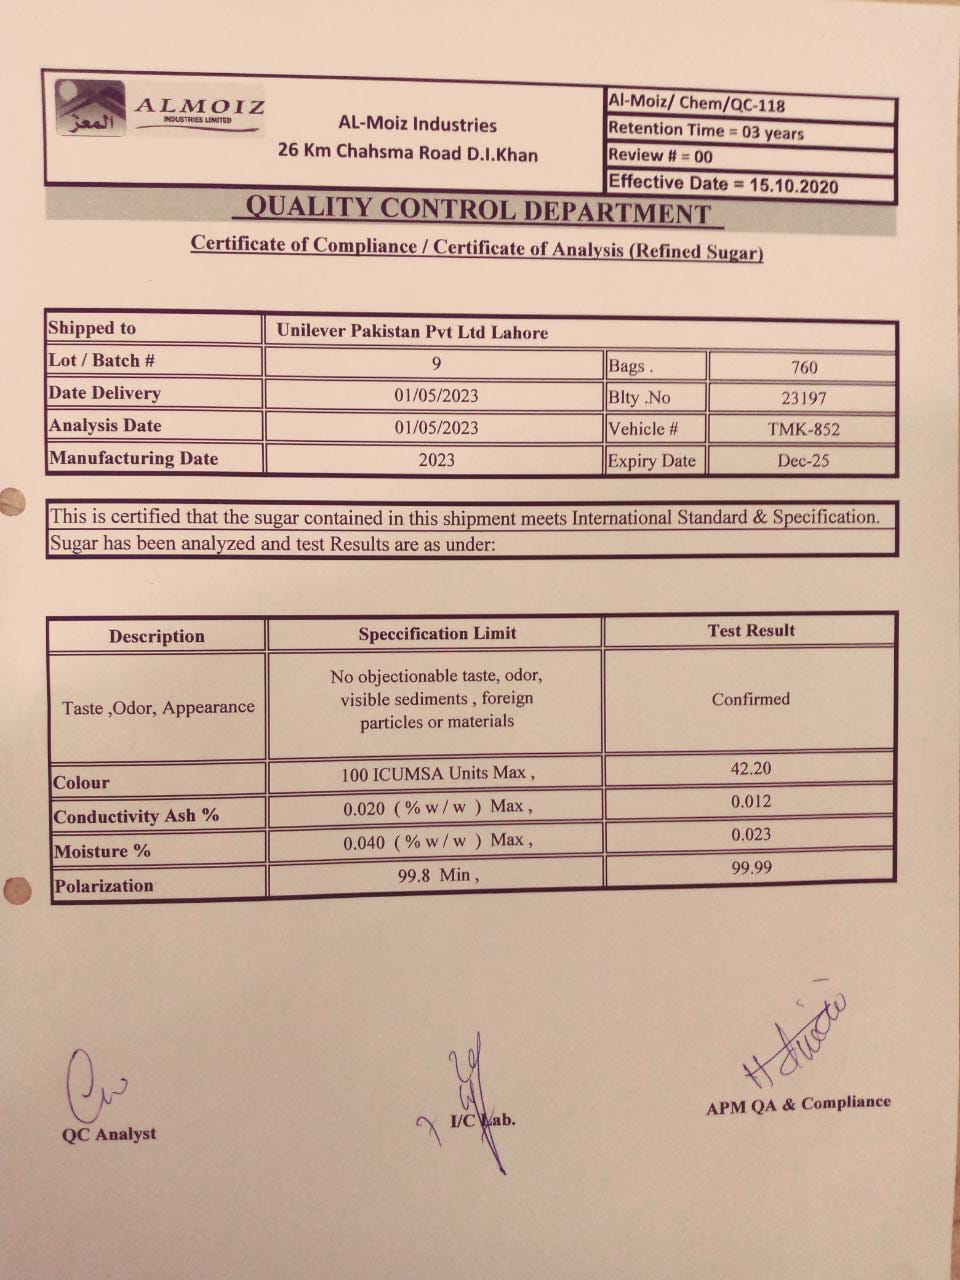 المعز
ALMOIZ
INDUSTRIES LIMITED
AL-Moiz Industries
26 Km Chahsma Road D.I.Khan
Al-Moiz/ Chem/QC-118
Retention Time = 03 years
Review # = 00
Effective Date = 15.10.2020
QUALITY CONTROL DEPARTMENT
Certificate of Compliance / Certificate of Analysis (Refined Sugar)
Shipped to Unilever Pakistan Pvt Ltd Lahore
Lot / Batch # 9 Bags . 760
Date Delivery 01/05/2023 Blty .No 23197
Analysis Date 01/05/2023 Vehicle # TMK-852
Manufacturing Date 2023 Expiry Date Dec-25
This is certified that the sugar contained in this shipment meets International Standard & Specification.
Sugar has been analyzed and test Results are as under:
Description Speccification Limit Test Result
Taste ,Odor, Appearance No objectionable taste, odor, visible sediments , foreign particles or materials Confirmed
Colour 100 ICUMSA Units Max , 42.20
Conductivity Ash % 0.020 ( % w / w ) Max , 0.012
Moisture % 0.040 ( % w / w ) Max , 0.023
Polarization 99.8 Min , 99.99
QC Analyst
I/C Lab.
APM QA & Compliance